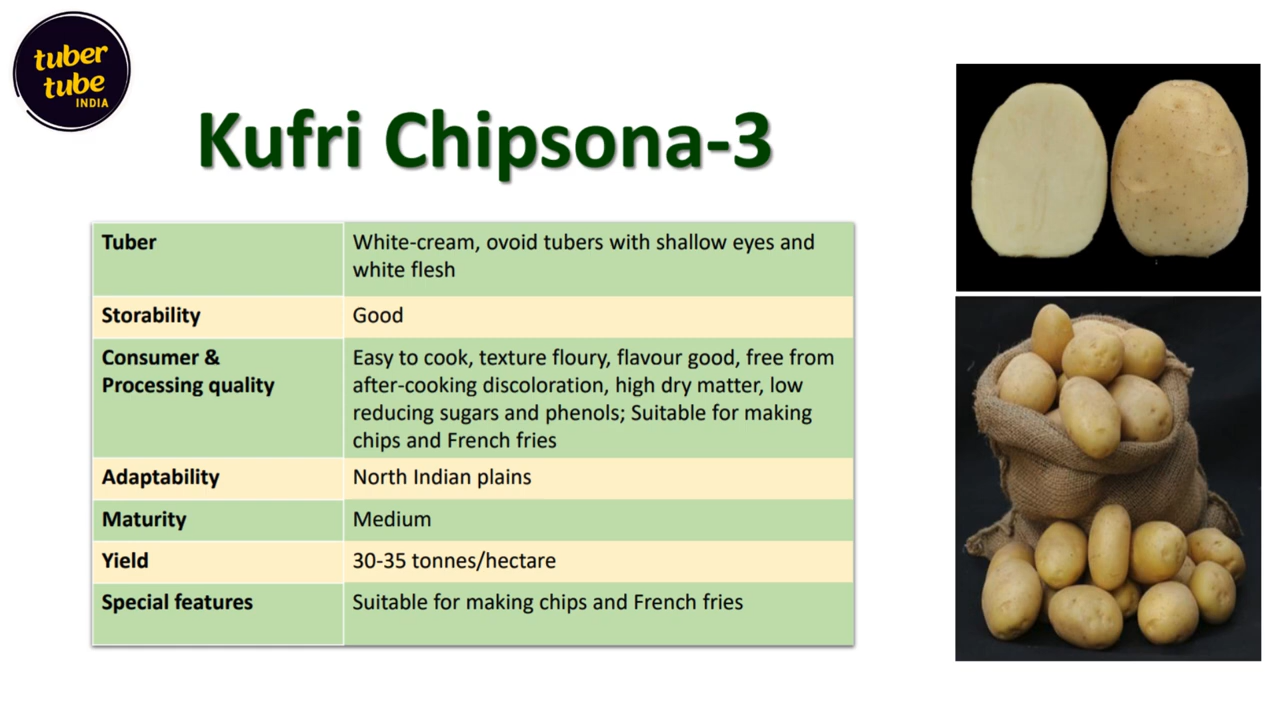 tuber
tube
INDIA
Kufri Chipsona-3
Tuber
White-cream, ovoid tubers with shallow eyes and
white flesh
Storability
Good
Consumer &
Processing quality
Easy to cook, texture floury, flavour good, free from
after-cooking discoloration, high dry matter, low
reducing sugars and phenols; Suitable for making
chips and French fries
Adaptability
North Indian plains
Maturity
Medium
Yield
30-35 tonnes/hectare
Special features
Suitable for making chips and French fries